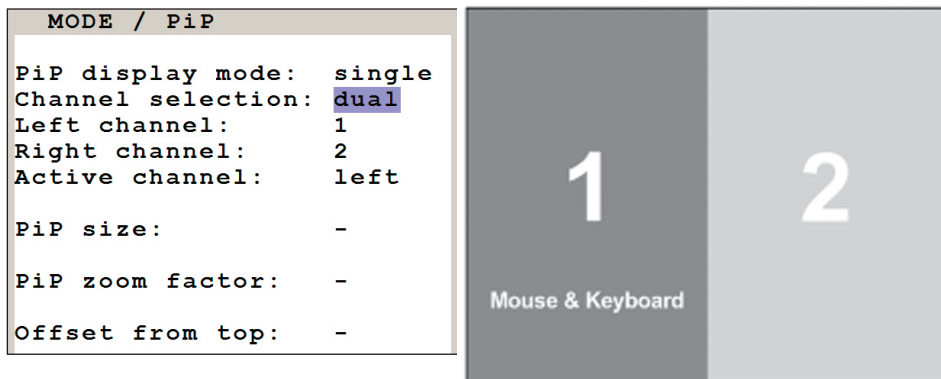 MODE / PiP
PiP display mode: single
Channel selection: dual
Left channel: 1
Right channel: 2
Active channel: left
PiP size: -
PiP zoom factor: -
Offset from top: -
1
Mouse & Keyboard
2